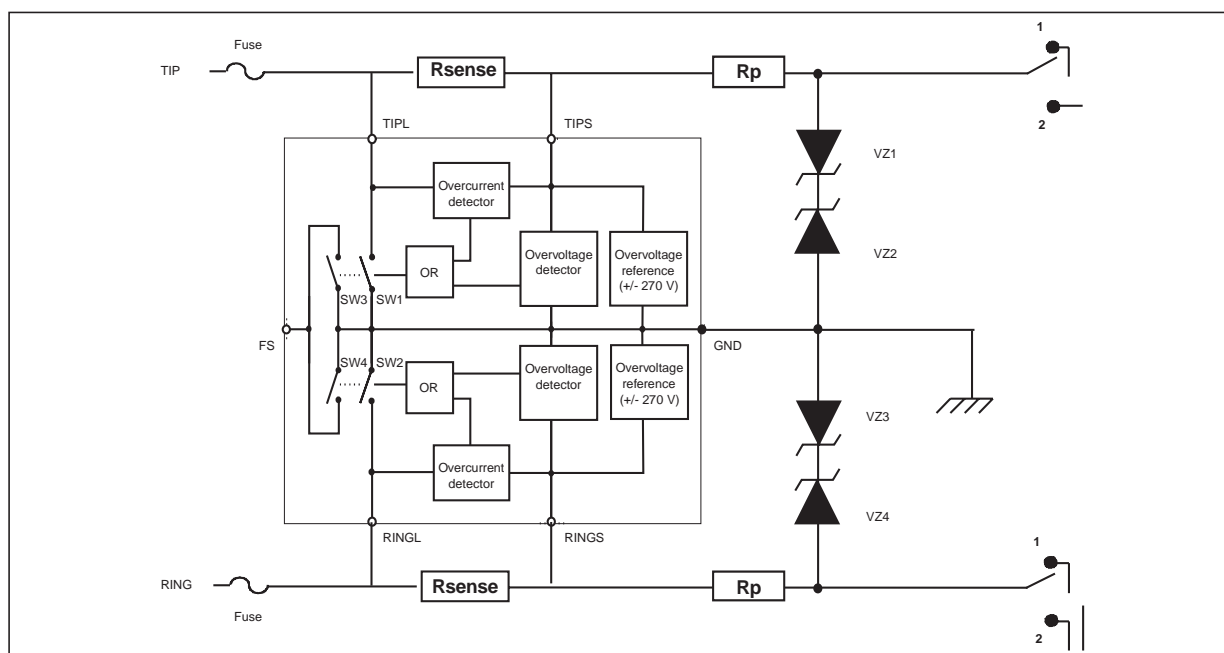 Fuse
1
TIP
Rsense
Rp
TIPL
TIPS
2
VZ1
Overcurrent
detector
VZ2
OR
Overvoltage
detector
Overvoltage
reference
(+/- 270 V)
SW3
SW1
FS
GND
SW4
SW2
OR
Overvoltage
detector
Overvoltage
reference
(+/- 270 V)
VZ3
Overcurrent
detector
VZ4
RINGL
RINGS
1
RING
Rsense
Rp
Fuse
2